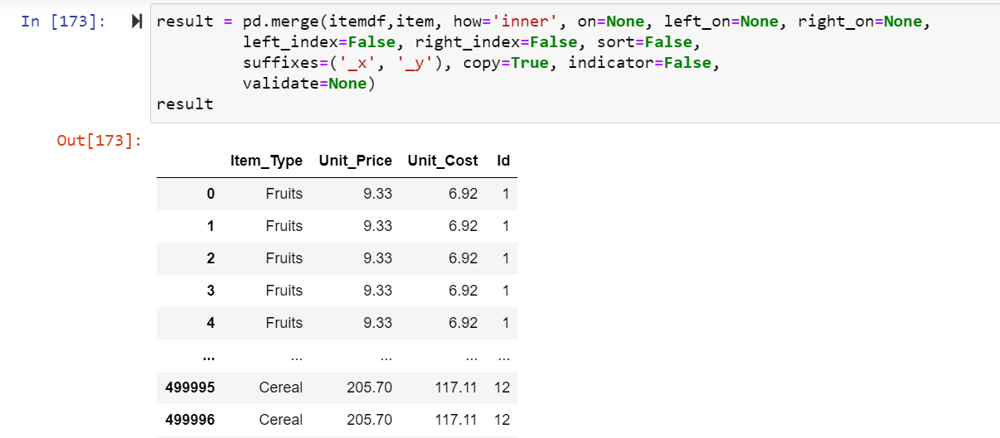 In [173]:
result = pd.merge(itemdf,item, how='inner', on=None, left_on=None, right_on=None,
left_index=False, right_index=False, sort=False,
suffixes=('_x', '_y'), copy=True, indicator=False,
validate=None)
result
Out[173]:
Item_Type Unit_Price Unit_Cost Id
0 Fruits 9.33 6.92 1
1 Fruits 9.33 6.92 1
2 Fruits 9.33 6.92 1
3 Fruits 9.33 6.92 1
4 Fruits 9.33 6.92 1
... ... ... ... ...
499995 Cereal 205.70 117.11 12
499996 Cereal 205.70 117.11 12